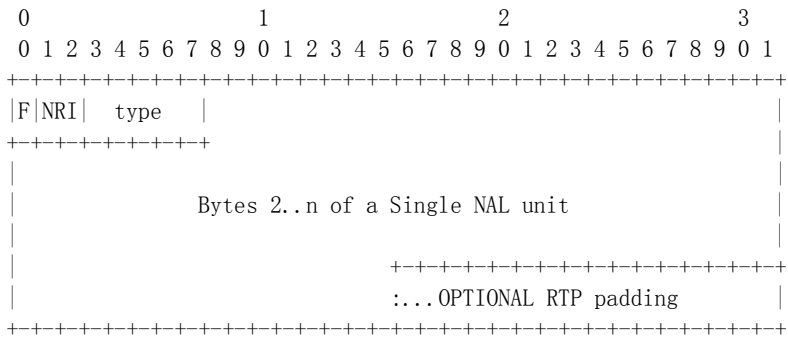 0                   1                   2                   3
 0 1 2 3 4 5 6 7 8 9 0 1 2 3 4 5 6 7 8 9 0 1 2 3 4 5 6 7 8 9 0 1
+-+-+-+-+-+-+-+-+-+-+-+-+-+-+-+-+-+-+-+-+-+-+-+-+-+-+-+-+-+-+-+-+
|F|NRI|  type   |                                               |
+-+-+-+-+-+-+-+-+                                               |
|                                                               |
|               Bytes 2..n of a Single NAL unit                 |
|                                                               |
|                               +-+-+-+-+-+-+-+-+-+-+-+-+-+-+-+-+
|                               :...OPTIONAL RTP padding        |
+-+-+-+-+-+-+-+-+-+-+-+-+-+-+-+-+-+-+-+-+-+-+-+-+-+-+-+-+-+-+-+-+